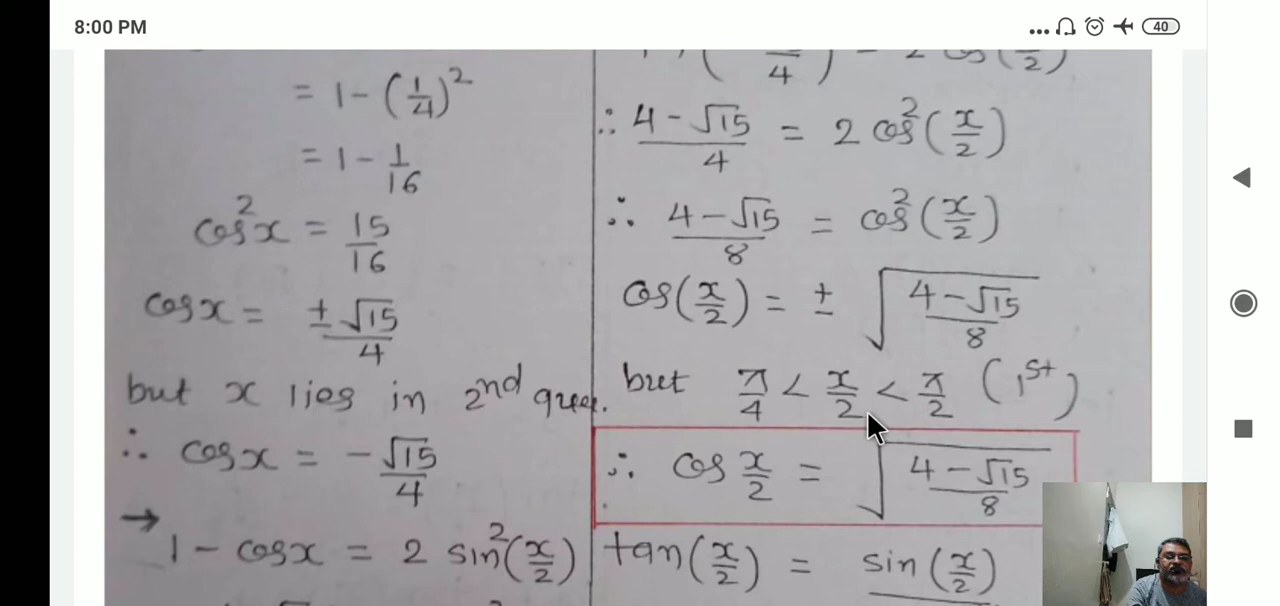 8:00 PM
40
= 1 - (1/4)²
= 1 - 1/16
cos²x = 15/16
cosx = ± √15/4
but x lies in 2nd
∴ cosx = - √15/4
→
1 - cosx = 2 sin²(x/2)
∴ (4 - √15)/4 = 2 cos²(x/2)
∴ (4 - √15)/8 = cos²(x/2)
cos(x/2) = ± √((4 - √15)/8)
but π/4 < x/2 < π/2 (1st)
∴ cos x/2 = √((4 - √15)/8)
tan(x/2) = sin(x/2)